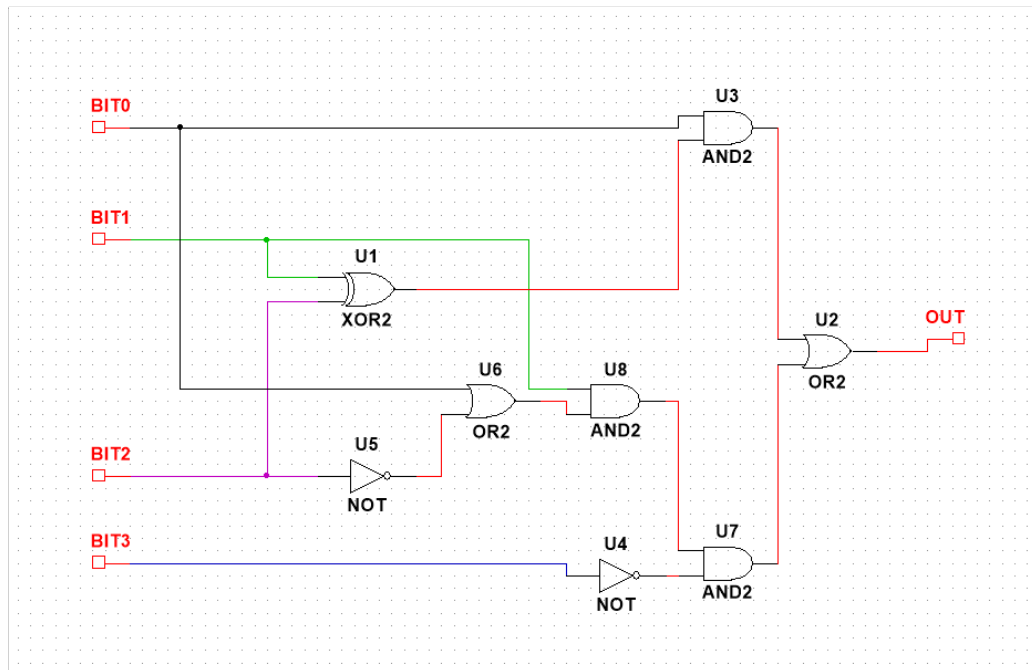 BIT0
U3
AND2
BIT1
U1
XOR2
U2
OUT
OR2
U6
OR2
U8
AND2
BIT2
U5
NOT
BIT3
U4
NOT
U7
AND2